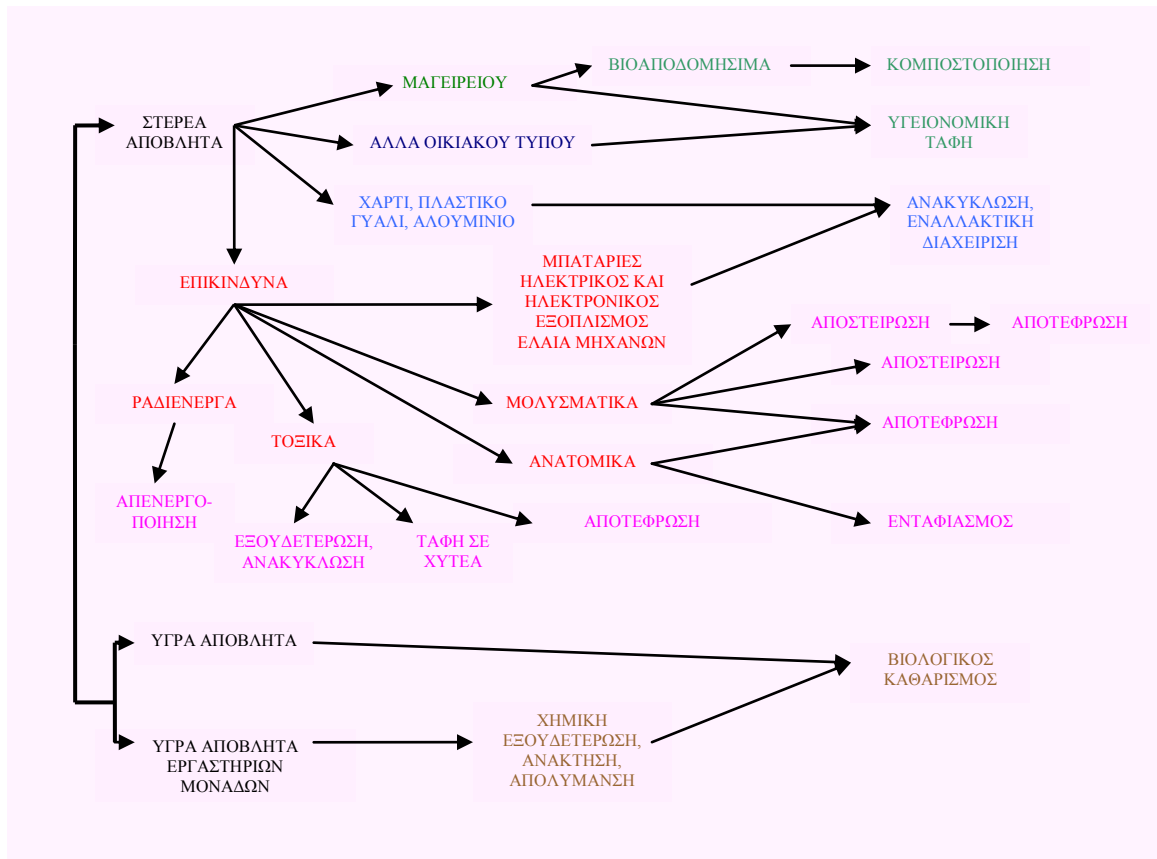 ΒΙΟΑΠΟΔΟΜΗΣΙΜΑ
ΚΟΜΠΟΣΤΟΠΟΙΗΣΗ
ΜΑΓΕΙΡΕΙΟΥ
ΣΤΕΡΕΑ
ΑΠΟΒΛΗΤΑ
ΥΓΕΙΟΝΟΜΙΚΗ
ΤΑΦΗ
ΑΛΛΑ ΟΙΚΙΑΚΟΥ ΤΥΠΟΥ
ΧΑΡΤΙ, ΠΛΑΣΤΙΚΟ
ΓΥΑΛΙ, ΑΛΟΥΜΙΝΙΟ
ΑΝΑΚΥΚΛΩΣΗ,
ΕΝΑΛΛΑΚΤΙΚΗ
ΔΙΑΧΕΙΡΙΣΗ
ΕΠΙΚΙΝΔΥΝΑ
ΜΠΑΤΑΡΙΕΣ
ΗΛΕΚΤΡΙΚΟΣ ΚΑΙ
ΗΛΕΚΤΡΟΝΙΚΟΣ
ΕΞΟΠΛΙΣΜΟΣ
ΕΛΑΙΑ ΜΗΧΑΝΩΝ
ΑΠΟΣΤΕΙΡΩΣΗ
ΑΠΟΤΕΦΡΩΣΗ
ΑΠΟΣΤΕΙΡΩΣΗ
ΡΑΔΙΕΝΕΡΓΑ
ΜΟΛΥΣΜΑΤΙΚΑ
ΑΠΟΤΕΦΡΩΣΗ
ΤΟΞΙΚΑ
ΑΝΑΤΟΜΙΚΑ
ΑΠΕΝΕΡΓΟ-
ΠΟΙΗΣΗ
ΕΞΟΥΔΕΤΕΡΩΣΗ,
ΑΝΑΚΥΚΛΩΣΗ
ΤΑΦΗ ΣΕ
ΧΥΤΕΑ
ΑΠΟΤΕΦΡΩΣΗ
ΕΝΤΑΦΙΑΣΜΟΣ
ΥΓΡΑ ΑΠΟΒΛΗΤΑ
ΒΙΟΛΟΓΙΚΟΣ
ΚΑΘΑΡΙΣΜΟΣ
ΥΓΡΑ ΑΠΟΒΛΗΤΑ
ΕΡΓΑΣΤΗΡΙΩΝ
ΜΟΝΑΔΩΝ
ΧΗΜΙΚΗ
ΕΞΟΥΔΕΤΕΡΩΣΗ,
ΑΝΑΚΤΗΣΗ,
ΑΠΟΛΥΜΑΝΣΗ